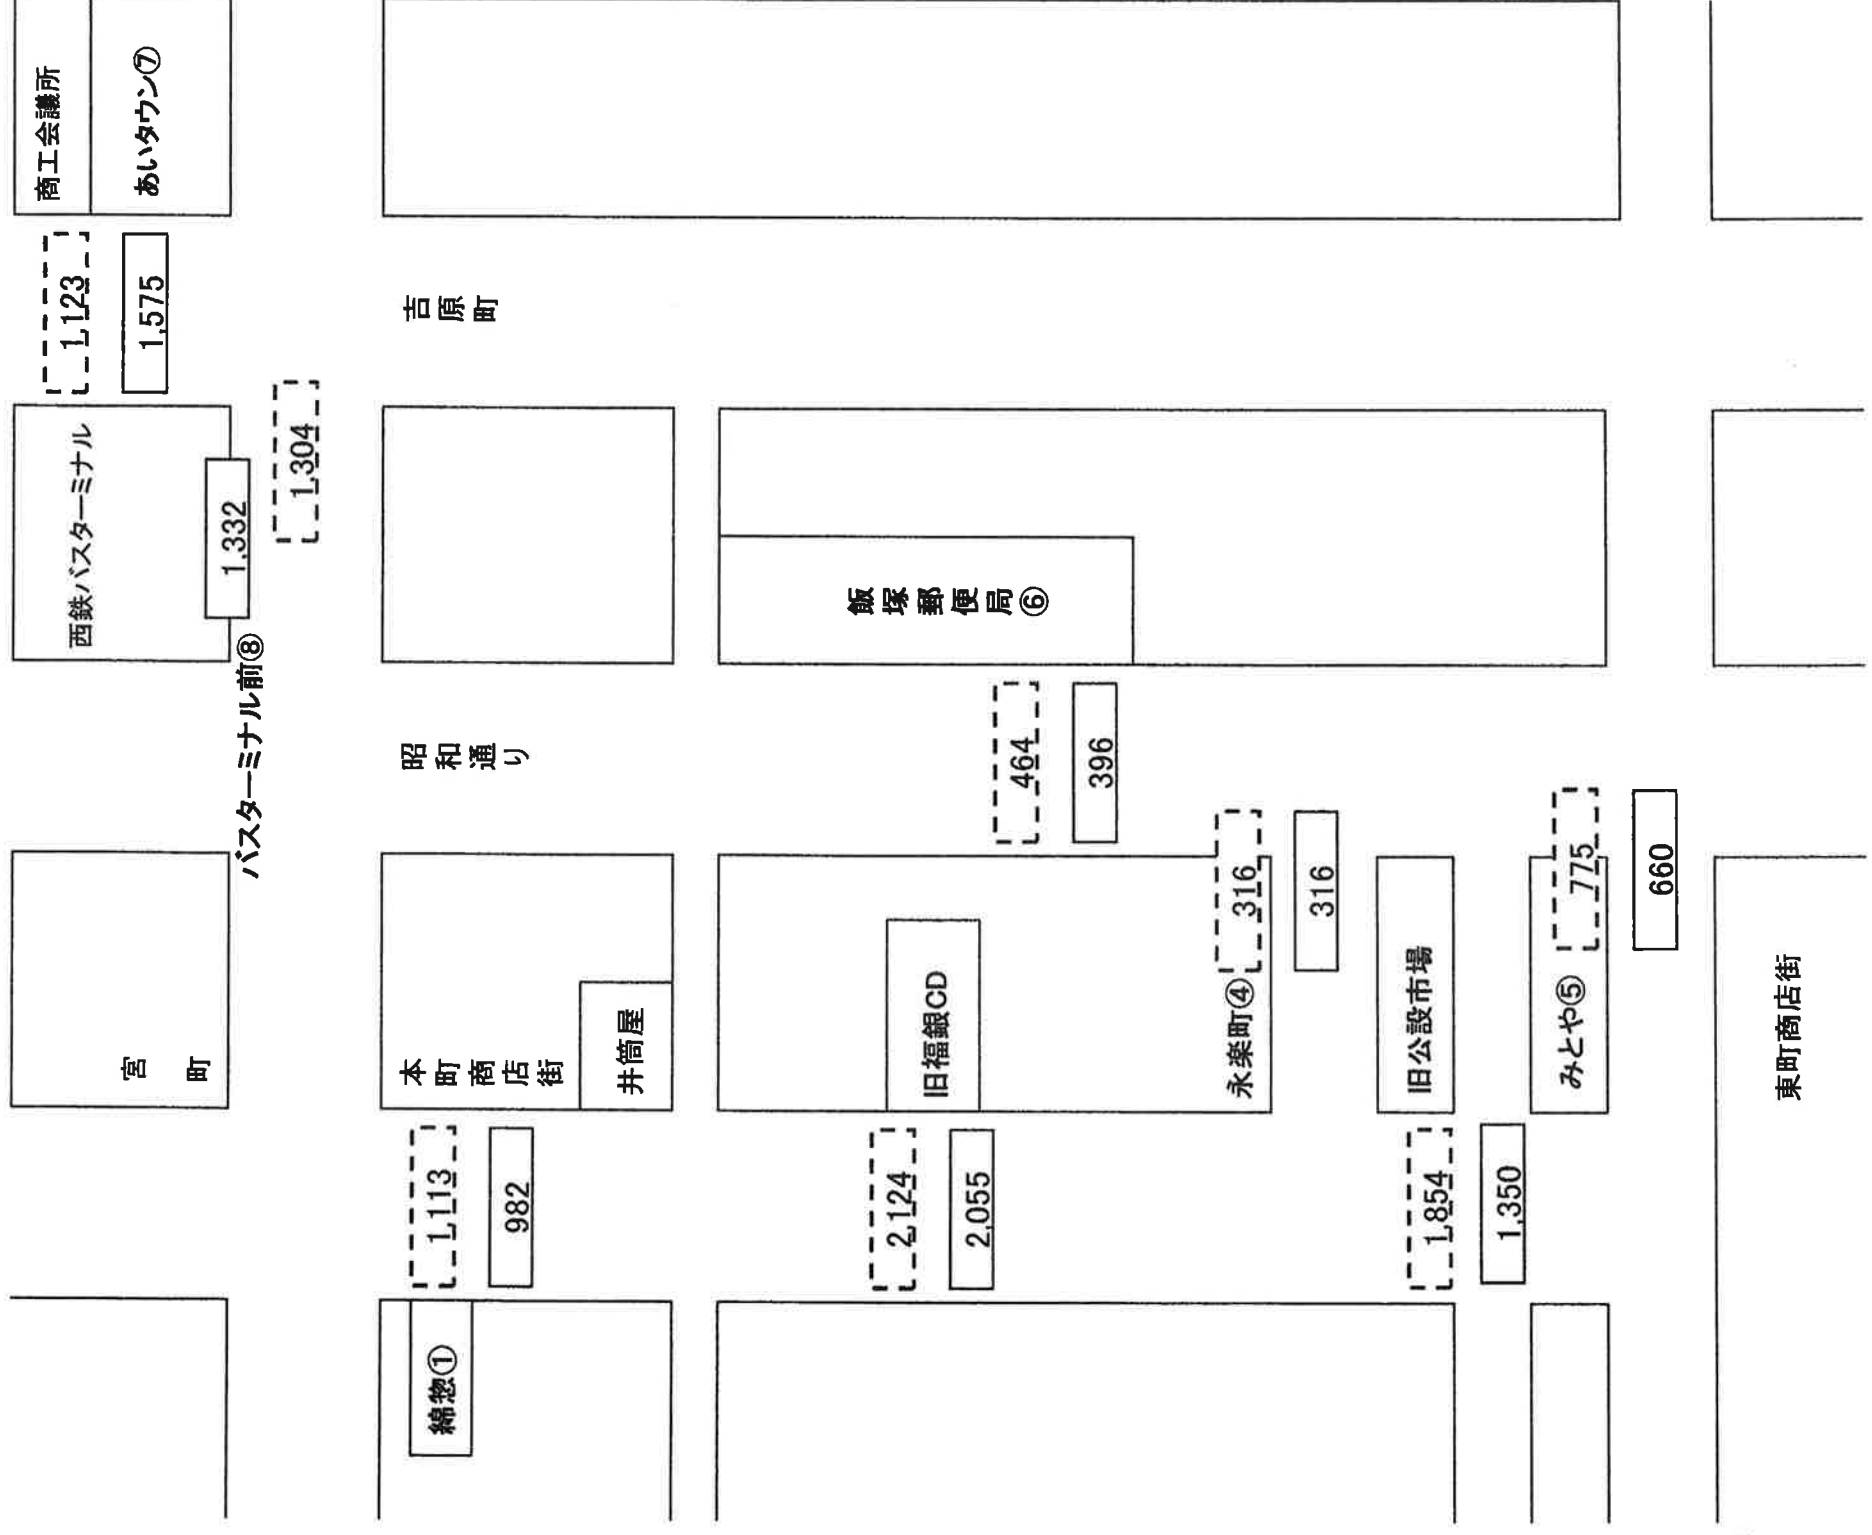 商工会議所
あいタウン⑦
1,123
1,575
西鉄バスターミナル
1,332
1,304
バスターミナル前⑧
吉原町
昭和通り
宮町
飯塚郵便局⑥
464
396
本町商店街
井筒屋
旧福銀CD
永楽町④
316
316
旧公設市場
みとや⑤
775
660
1,113
982
2,124
2,055
1,854
1,350
綿惣①
東町商店街